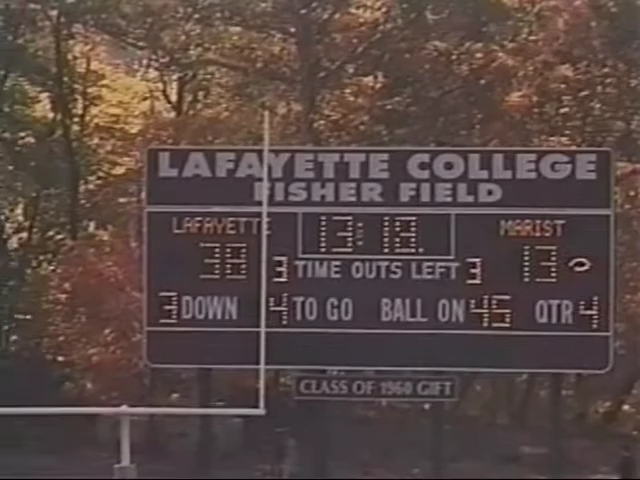 LAFAYETTE COLLEGE
FISHER FIELD
LAFAYETTE 13:18 MARIST
38 3 TIME OUTS LEFT 3 13
3 DOWN 4 TO GO BALL ON 45 QTR 4
CLASS OF 1960 GIFT